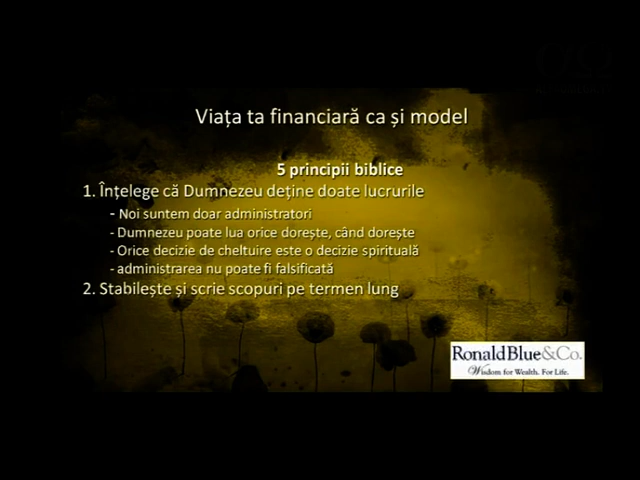 Viața ta financiară ca și model
5 principii biblice
1. Înțelege că Dumnezeu deține doate lucrurile
- Noi suntem doar administratori
- Dumnezeu poate lua orice dorește, când dorește
- Orice decizie de cheltuire este o decizie spirituală
- administrarea nu poate fi falsificată
2. Stabilește și scrie scopuri pe termen lung
RonaldBlue&Co.
Wisdom for Wealth. For Life.